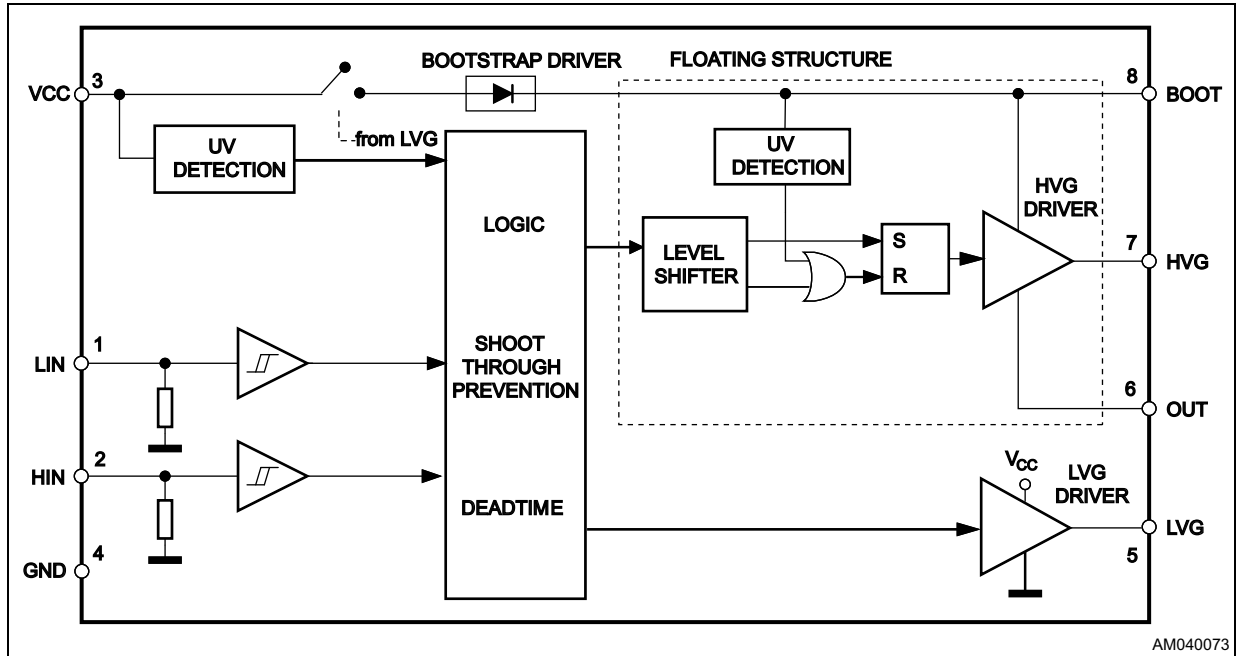 BOOTSTRAP DRIVER
FLOATING STRUCTURE
3
VCC
8
BOOT
from LVG
UV
DETECTION
UV
DETECTION
HVG
DRIVER
LOGIC
LEVEL
SHIFTER
S
R
7
HVG
1
LIN
SHOOT
THROUGH
PREVENTION
6
OUT
2
HIN
VCC
LVG
DRIVER
DEADTIME
LVG
5
4
GND
AM040073